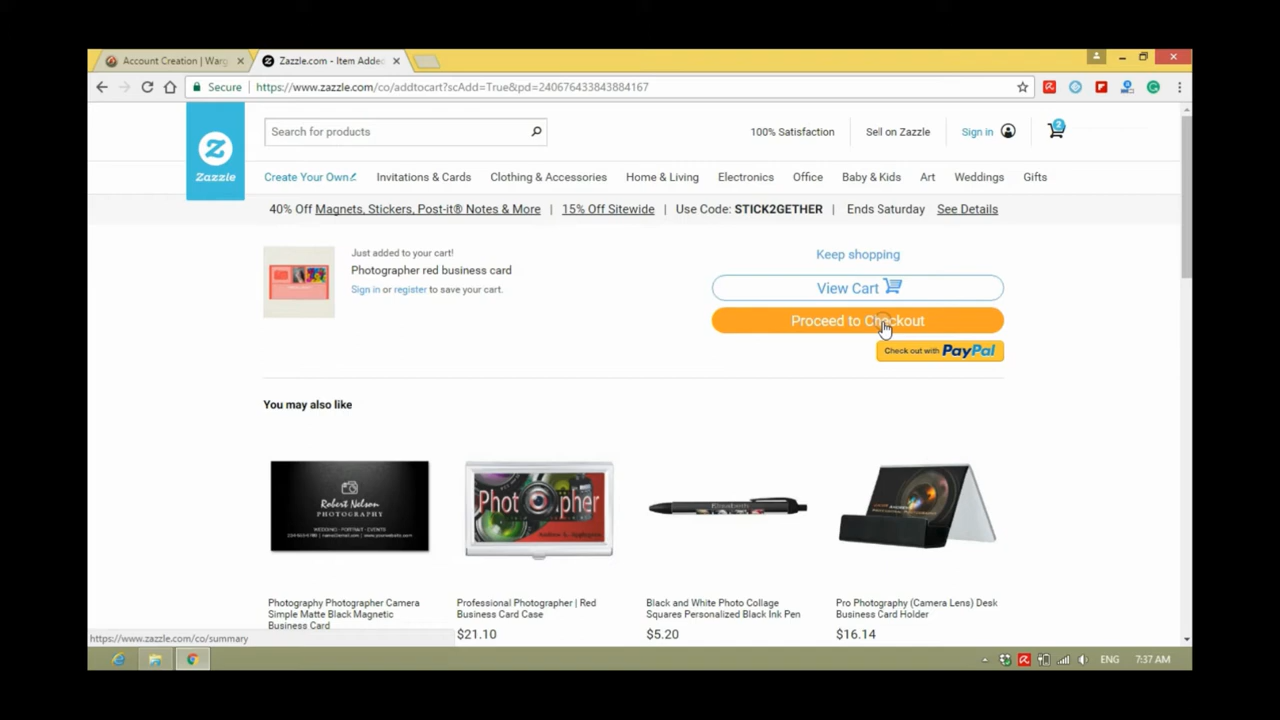 Account Creation | Warg
Zazzle.com - Item Added
Secure
https://www.zazzle.com/co/addtocart?scAdd=True&pd=240676433843884167
Z
Zazzle
Search for products
100% Satisfaction
Sell on Zazzle
Sign in
2
Create Your Own
Invitations & Cards
Clothing & Accessories
Home & Living
Electronics
Office
Baby & Kids
Art
Weddings
Gifts
40% Off Magnets, Stickers, Post-it® Notes & More | 15% Off Sitewide | Use Code: STICK2GETHER | Ends Saturday See Details
Just added to your cart!
Photographer red business card
Sign in or register to save your cart.
Keep shopping
View Cart
Proceed to Checkout
Check out with PayPal
You may also like
Robert Nelson
PHOTOGRAPHY
WEDDING · PORTRAIT · EVENTS
Photographer
Photography Photographer Camera
Simple Matte Black Magnetic
Business Card
Professional Photographer | Red
Business Card Case
$21.10
Black and White Photo Collage
Squares Personalized Black Ink Pen
$5.20
Pro Photography (Camera Lens) Desk
Business Card Holder
$16.14
https://www.zazzle.com/co/summary
ENG
7:37 AM